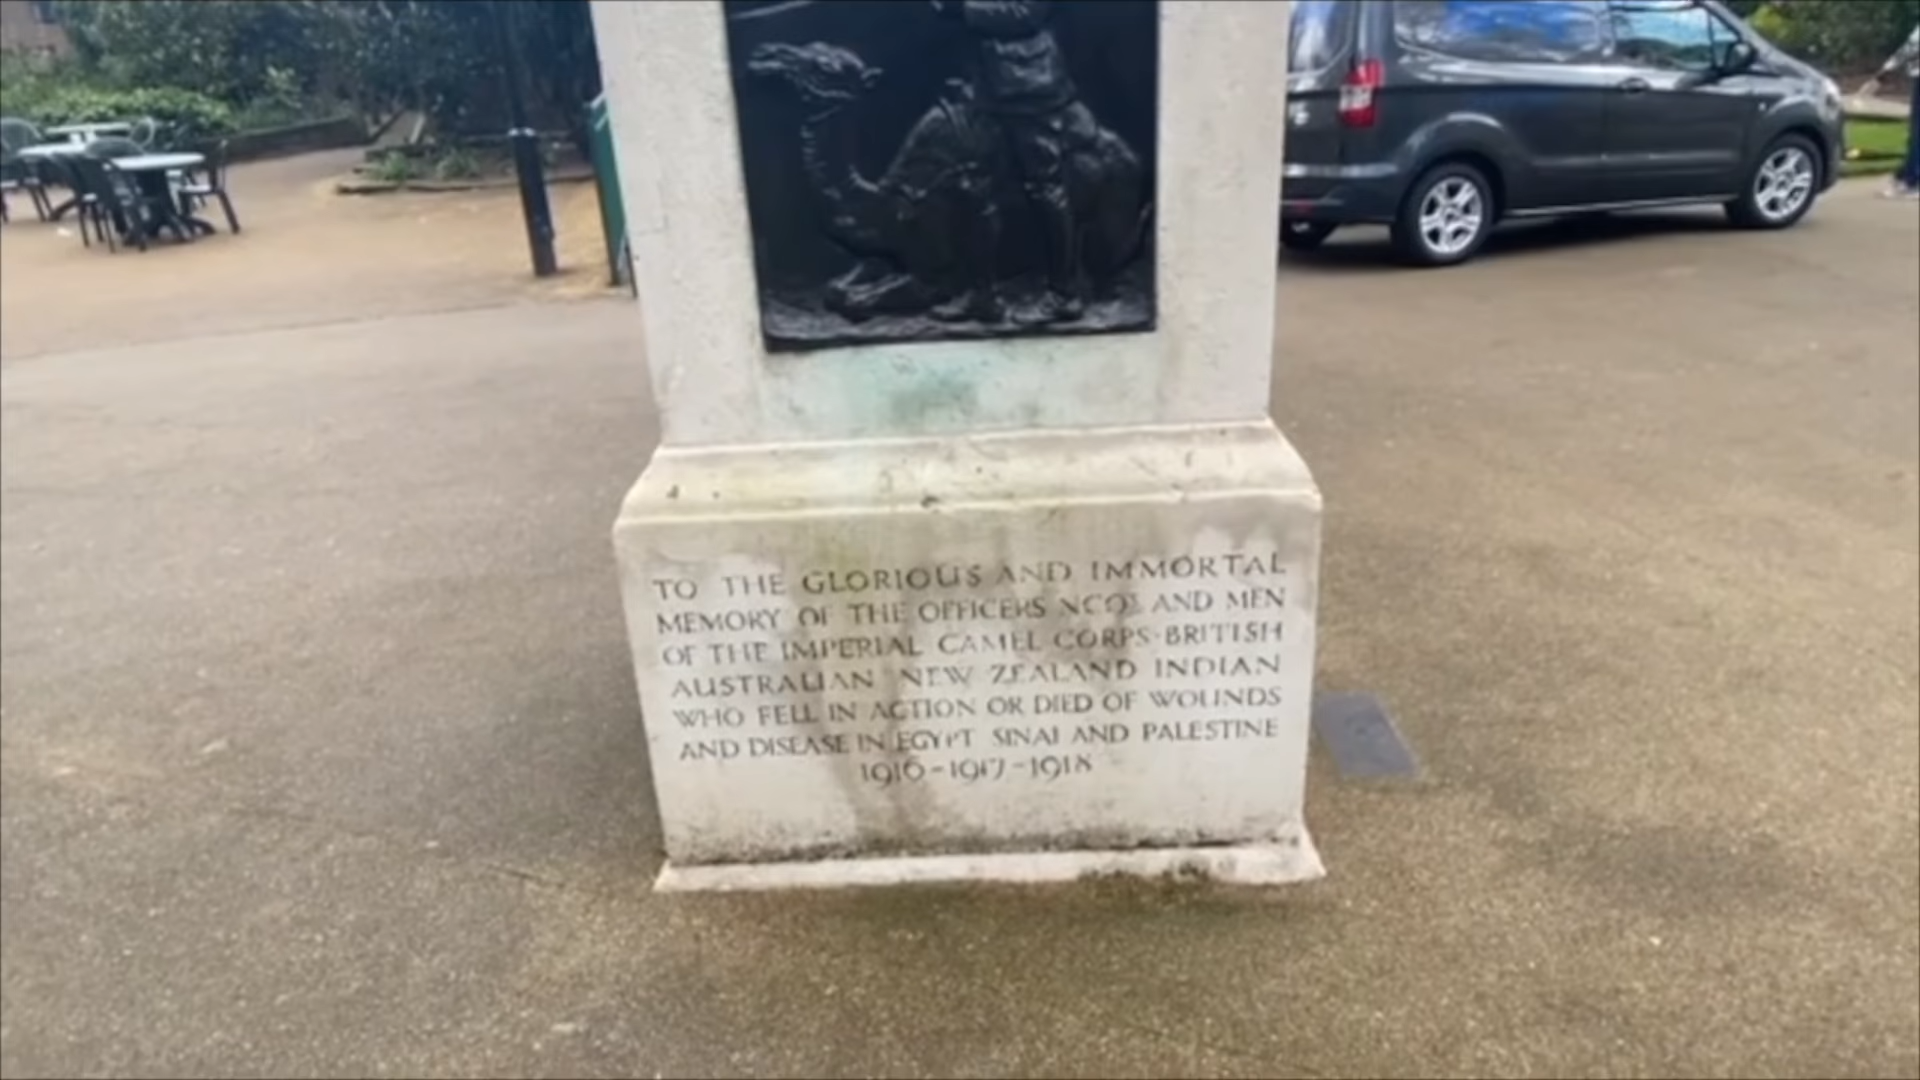 TO THE GLORIOUS AND IMMORTAL
MEMORY OF THE OFFICERS NCOS AND MEN
OF THE IMPERIAL CAMEL CORPS·BRITISH
AUSTRALIAN NEW ZEALAND INDIAN
WHO FELL IN ACTION OR DIED OF WOUNDS
AND DISEASE IN EGYPT SINAI AND PALESTINE
1916-1917-1918